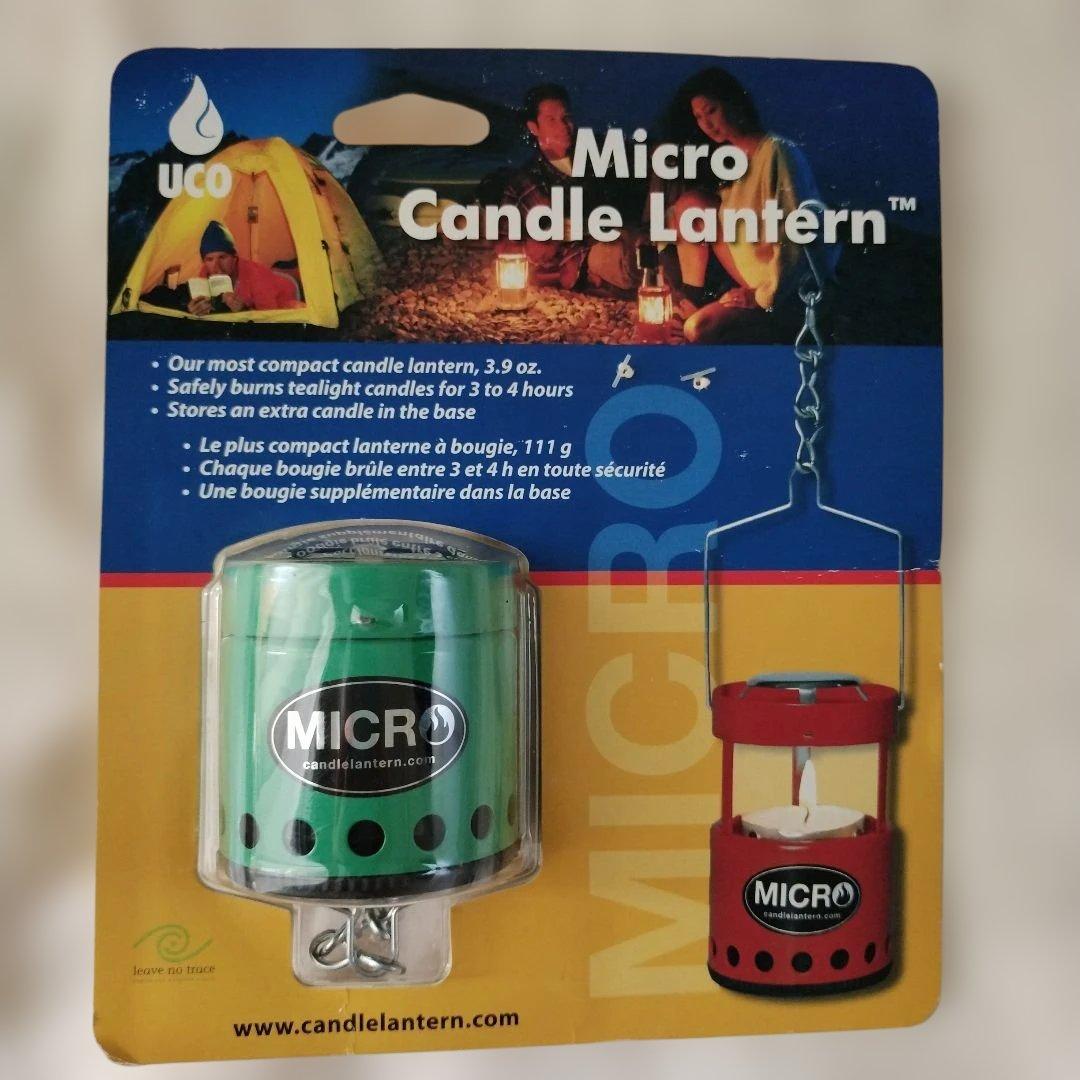 UCO
Micro
Candle Lantern™
• Our most compact candle lantern, 3.9 oz.
• Safely burns tealight candles for 3 to 4 hours
• Stores an extra candle in the base
• Le plus compact lanterne à bougie, 111 g
• Chaque bougie brûle entre 3 et 4 h en toute sécurité
• Une bougie supplémentaire dans la base
MICRO
MICRO
candlelantern.com
MICRO
candlelantern.com
leave no trace
www.candlelantern.com